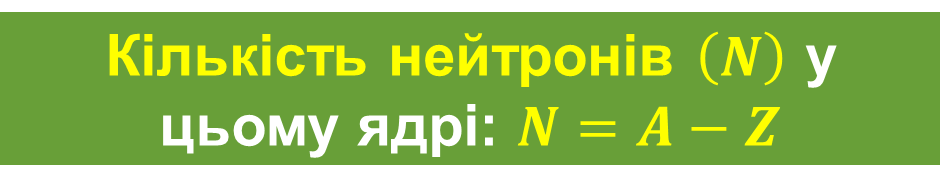 Кількість нейтронів (N) у
цьому ядрі: N = A − Z